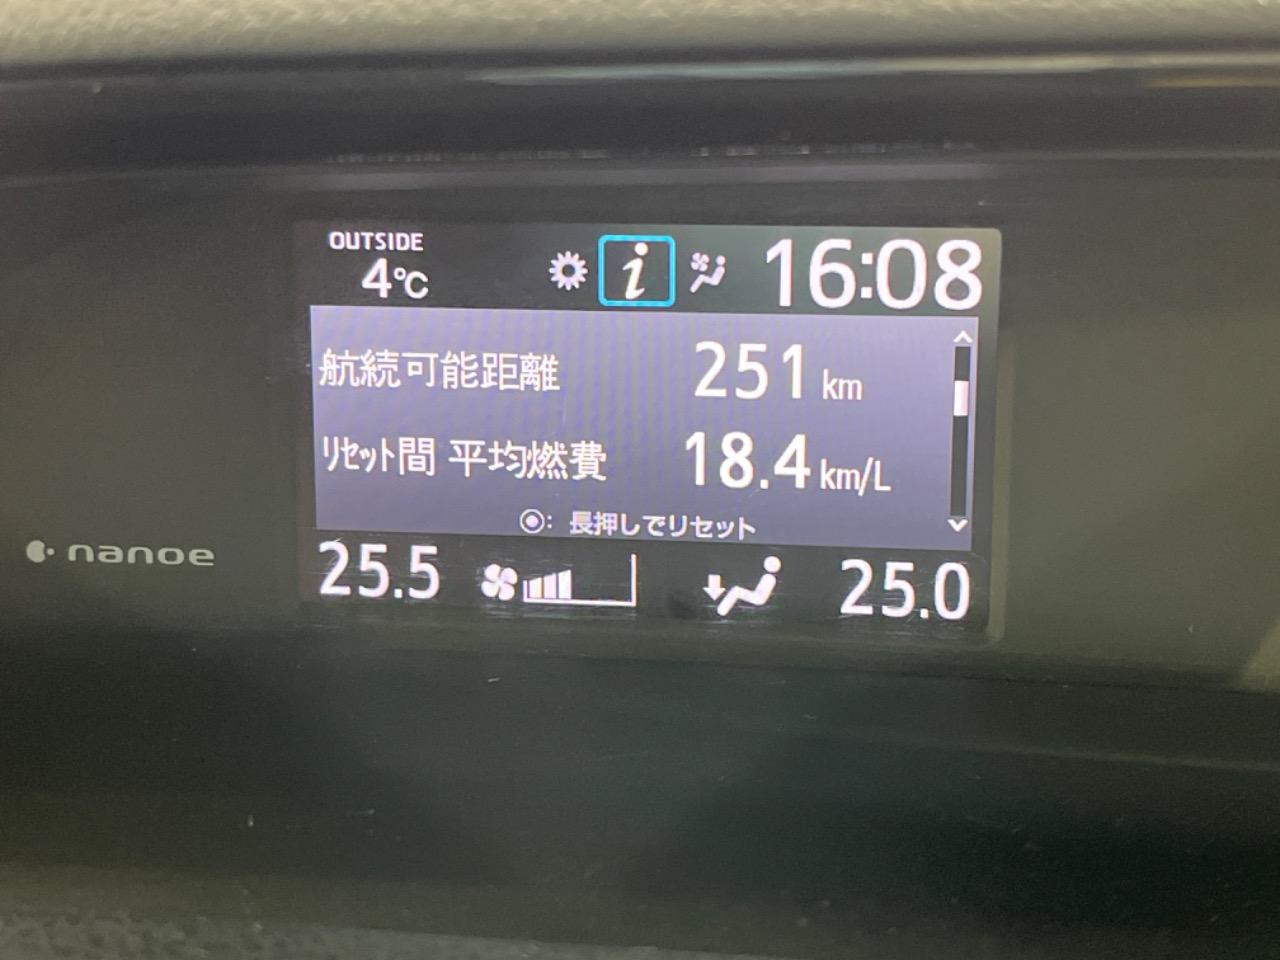 OUTSIDE
4℃
i
16:08
航続可能距離 251 km
リセット間 平均燃費 18.4 km/L
◉: 長押しでリセット
nanoe
25.5
25.0